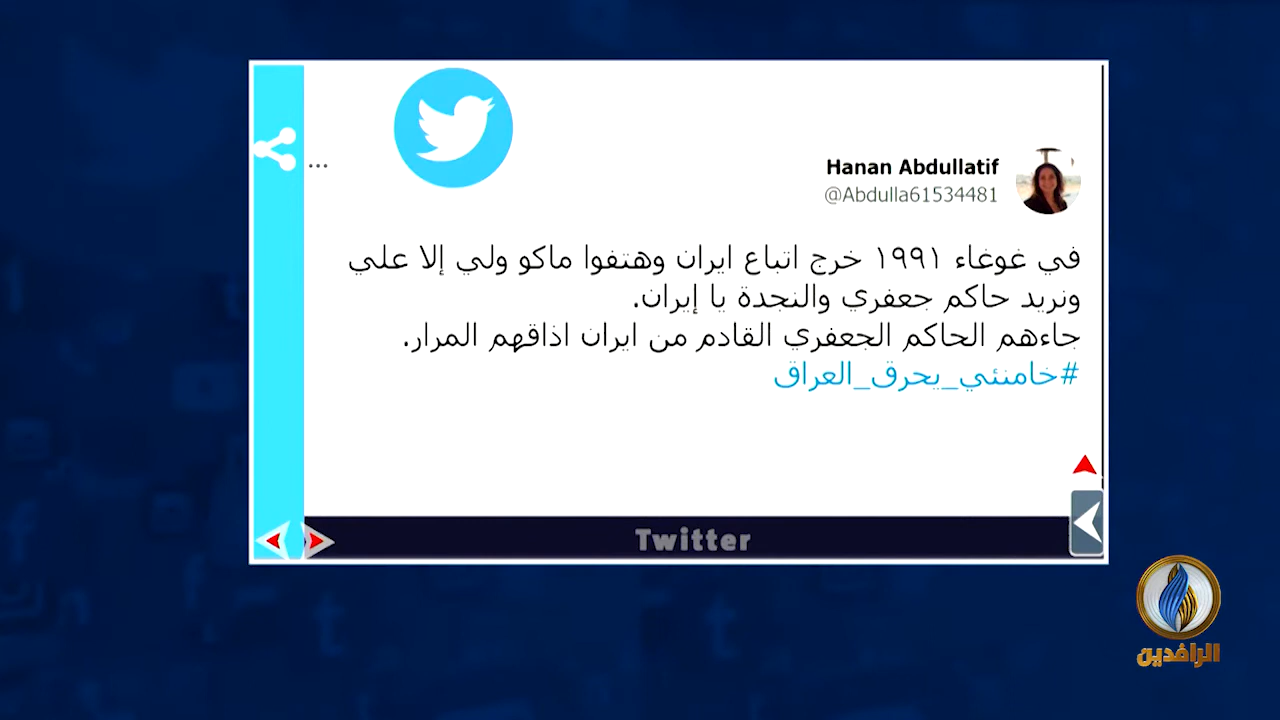 Hanan Abdullatif
@Abdulla61534481
في غوغاء ١٩٩١ خرج اتباع ايران وهتفوا ماكو ولي إلا علي
ونريد حاكم جعفري والنجدة يا إيران.
جاءهم الحاكم الجعفري القادم من ايران اذاقهم المرار.
#خامنئي_يحرق_العراق
Twitter
الرافدين